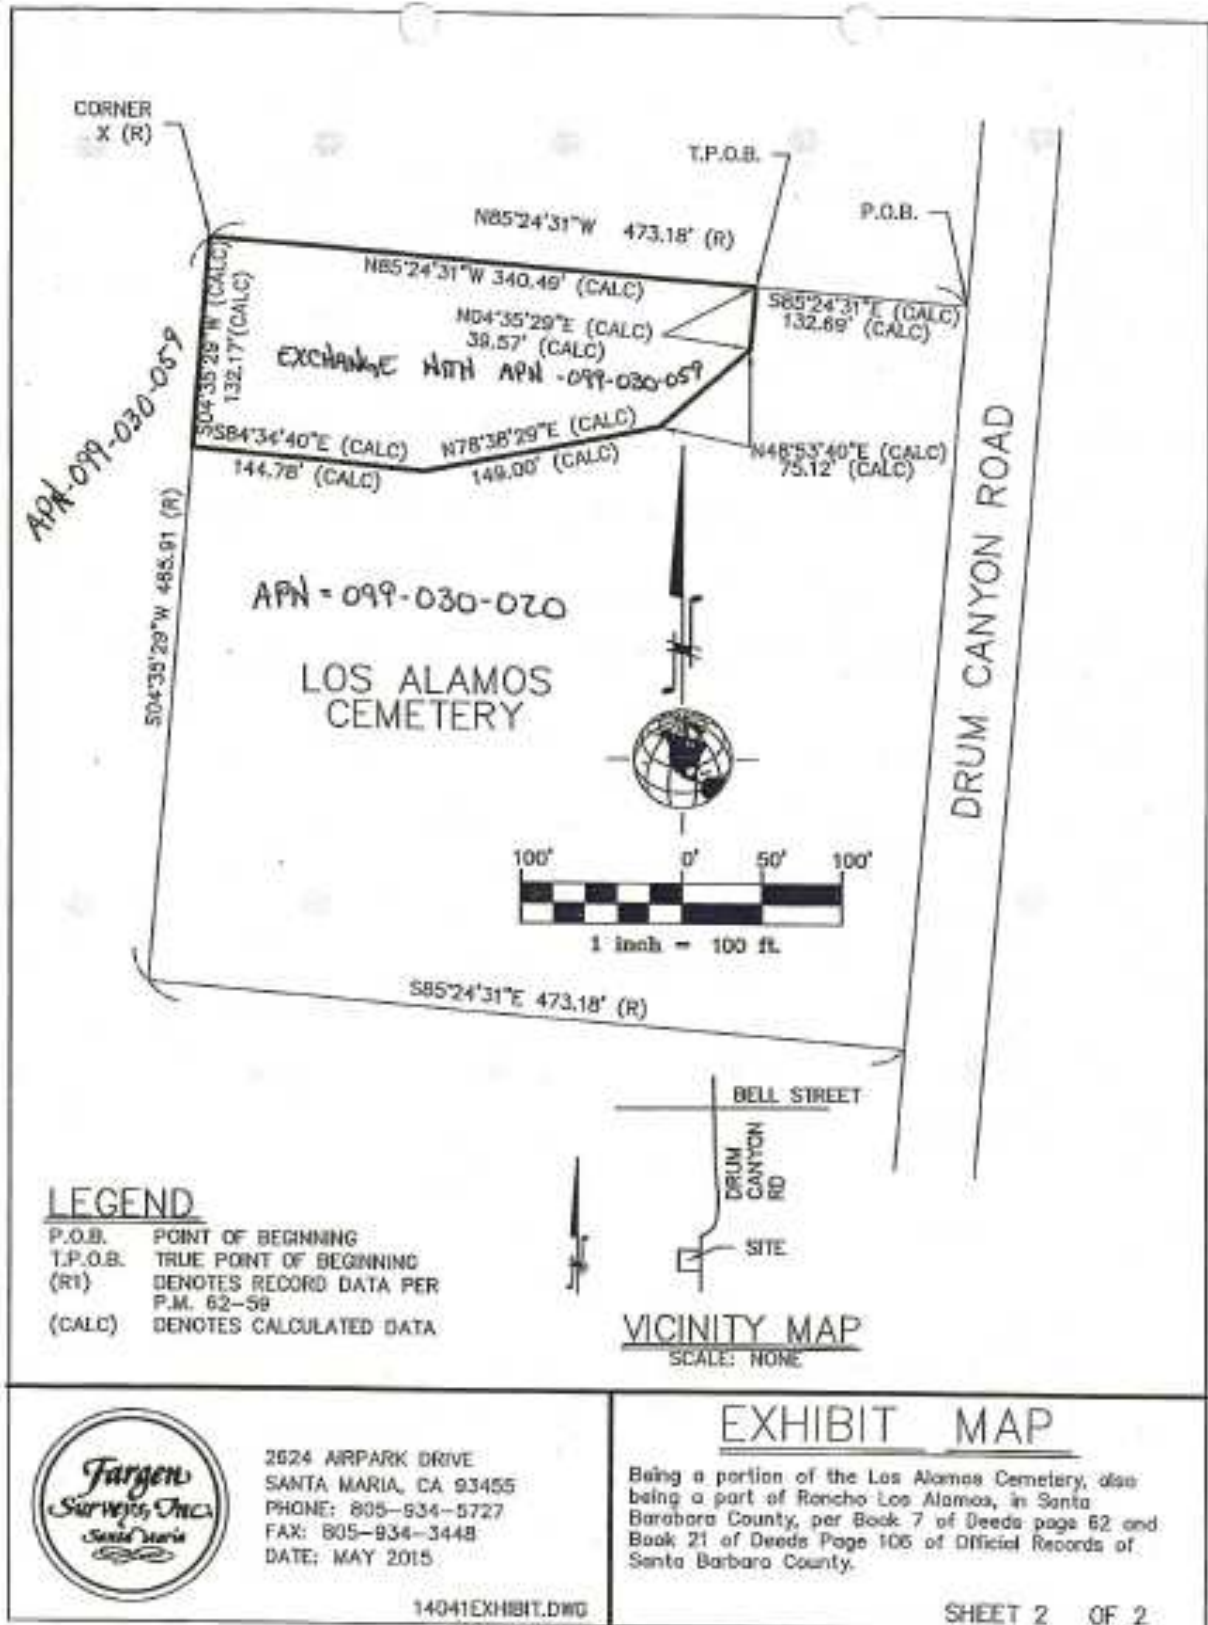 CORNER
X (R)
T.P.O.B.
P.O.B.
N85°24'31"W 473.18' (R)
N85°24'31"W 340.49' (CALC)
S85°24'31"E (CALC)
132.69' (CALC)
N04°35'29"E (CALC)
39.57' (CALC)
S04°35'29"W (CALC)
132.17'(CALC)
EXCHANGE WITH APN -099-030-059
APN-099-030-059
S84°34'40"E (CALC)
144.78' (CALC)
N78°38'29"E (CALC)
149.00' (CALC)
N48°53'40"E (CALC)
75.12' (CALC)
S04°35'29"W 485.91 (R)
APN = 099-030-020
LOS ALAMOS
CEMETERY
DRUM CANYON ROAD
100' 0' 50' 100'
1 inch = 100 ft.
S85°24'31"E 473.18' (R)
BELL STREET
DRUM
CANYON
RD
SITE
VICINITY MAP
SCALE: NONE
LEGEND
P.O.B. POINT OF BEGINNING
T.P.O.B. TRUE POINT OF BEGINNING
(R1) DENOTES RECORD DATA PER
P.M. 62-59
(CALC) DENOTES CALCULATED DATA
Fargen
Surveys, Inc.
Santa Maria
2624 AIRPARK DRIVE
SANTA MARIA, CA 93455
PHONE: 805-934-5727
FAX: 805-934-3448
DATE: MAY 2015
14041EXHIBIT.DWG
EXHIBIT MAP
Being a portion of the Los Alamos Cemetery, also
being a part of Rancho Los Alamos, in Santa
Barabara County, per Book 7 of Deeds page 62 and
Book 21 of Deeds Page 106 of Official Records of
Santa Barbara County.
SHEET 2 OF 2